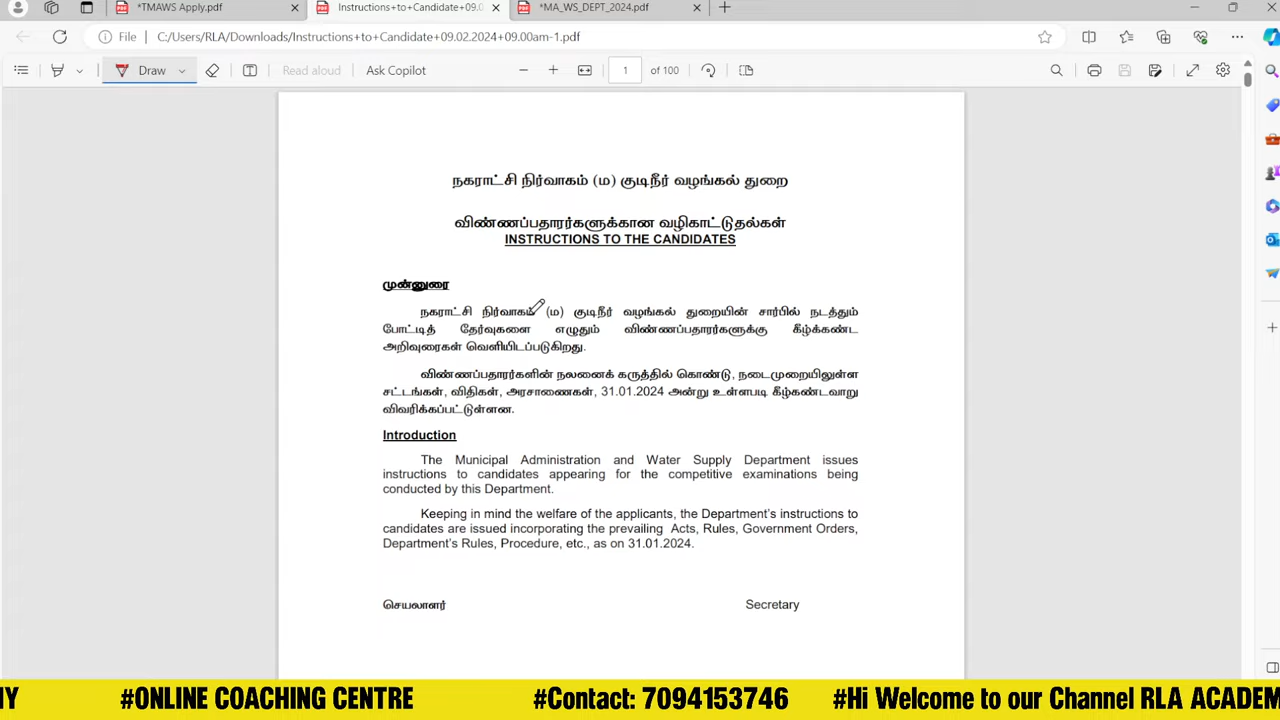 *TMAWS Apply.pdf
Instructions+to+Candidate+09.0
*MA_WS_DEPT_2024.pdf
File
C:/Users/RLA/Downloads/Instructions+to+Candidate+09.02.2024+09.00am-1.pdf
Draw
Read aloud
Ask Copilot
1 of 100
நகராட்சி நிர்வாகம் (ம) குடிநீர் வழங்கல் துறை
விண்ணப்பதாரர்களுக்கான வழிகாட்டுதல்கள்
INSTRUCTIONS TO THE CANDIDATES
முன்னுரை
நகராட்சி நிர்வாகம் (ம) குடிநீர் வழங்கல் துறையின் சார்பில் நடத்தும்
போட்டித் தேர்வுகளை எழுதும் விண்ணப்பதாரர்களுக்கு கீழ்க்கண்ட
அறிவுரைகள் வெளியிடப்படுகிறது.
விண்ணப்பதாரர்களின் நலனைக் கருத்தில் கொண்டு, நடைமுறையிலுள்ள
சட்டங்கள், விதிகள், அரசாணைகள், 31.01.2024 அன்று உள்ளபடி கீழ்கண்டவாறு
விவரிக்கப்பட்டுள்ளன.
Introduction
The Municipal Administration and Water Supply Department issues
instructions to candidates appearing for the competitive examinations being
conducted by this Department.
Keeping in mind the welfare of the applicants, the Department's instructions to
candidates are issued incorporating the prevailing Acts, Rules, Government Orders,
Department's Rules, Procedure, etc., as on 31.01.2024.
செயலாளர் Secretary
MY #ONLINE COACHING CENTRE #Contact: 7094153746 #Hi Welcome to our Channel RLA ACADEM